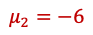 μ₂ = −6